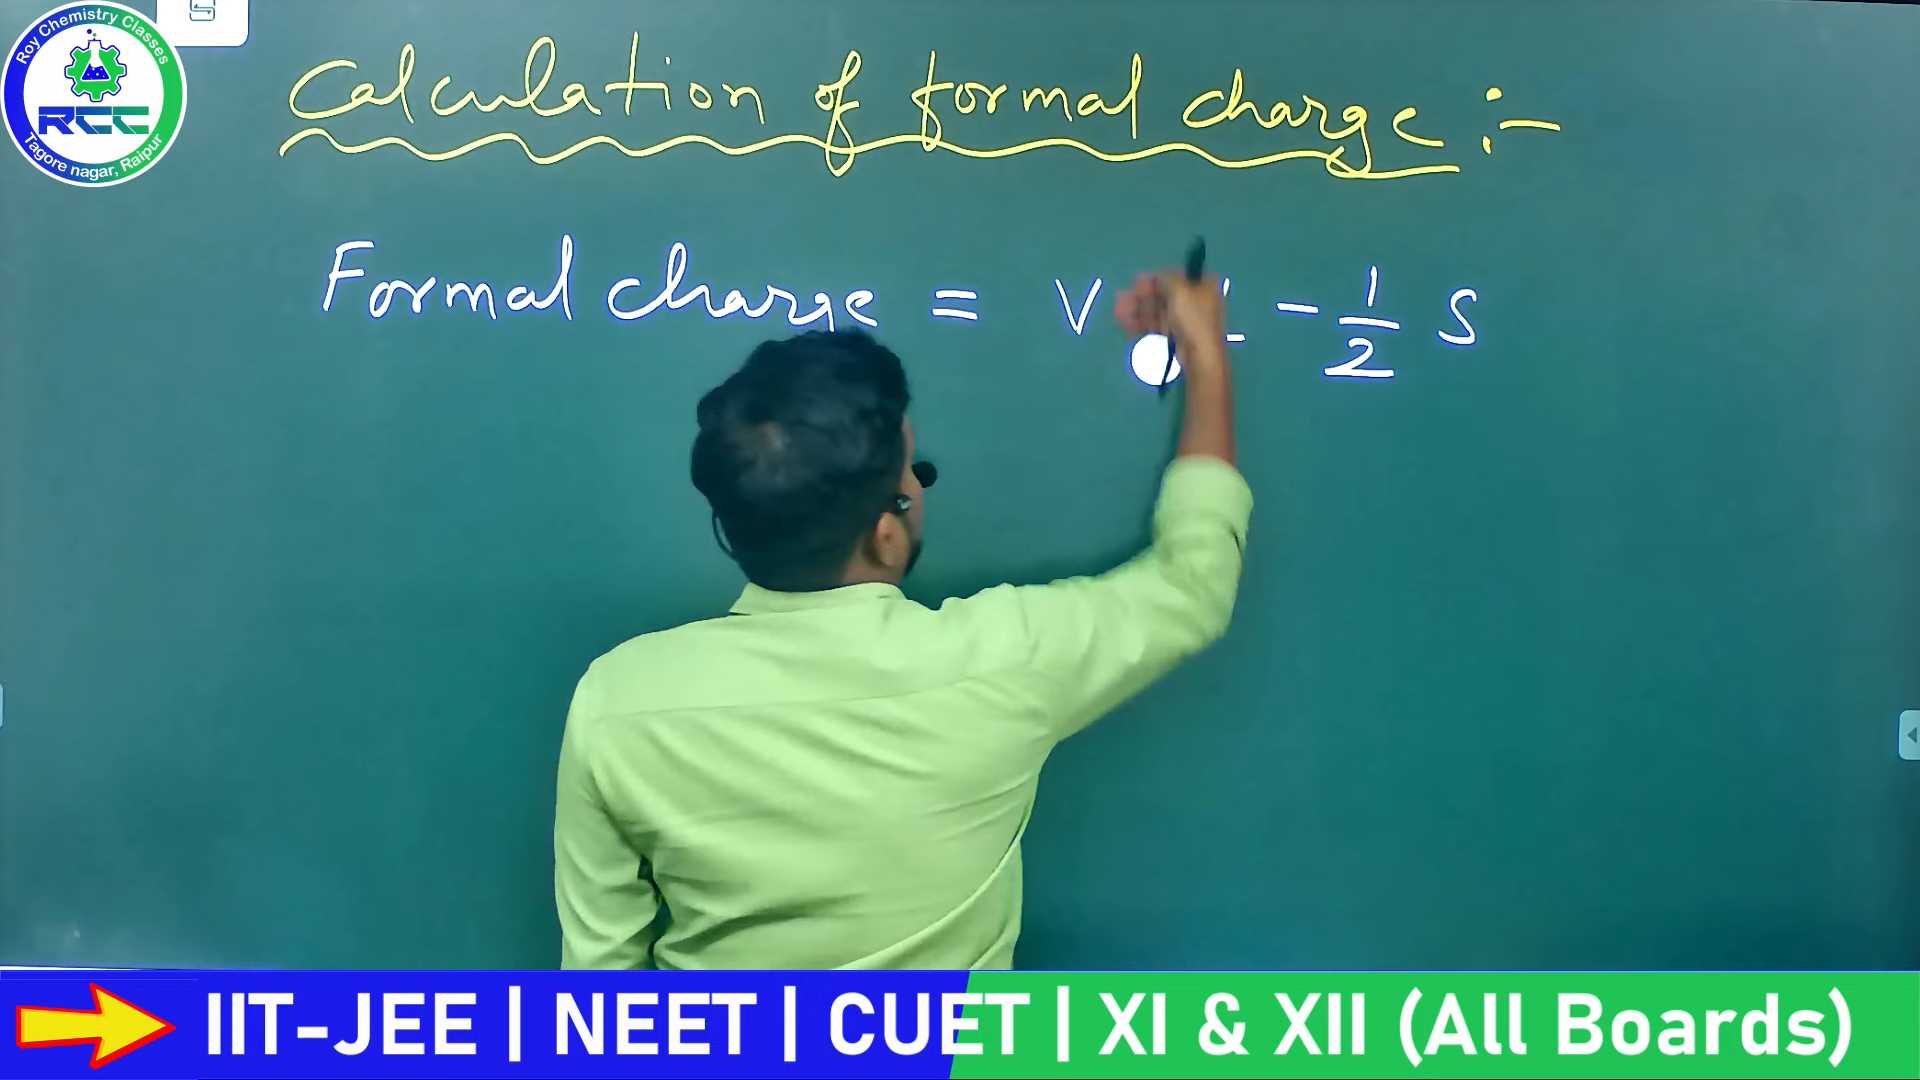 Roy Chemistry Classes
RCC
Tagore nagar, Raipur
Calculation of formal charge :-
Formal charge = V - 1/2 S
IIT-JEE | NEET | CUET | XI & XII (All Boards)